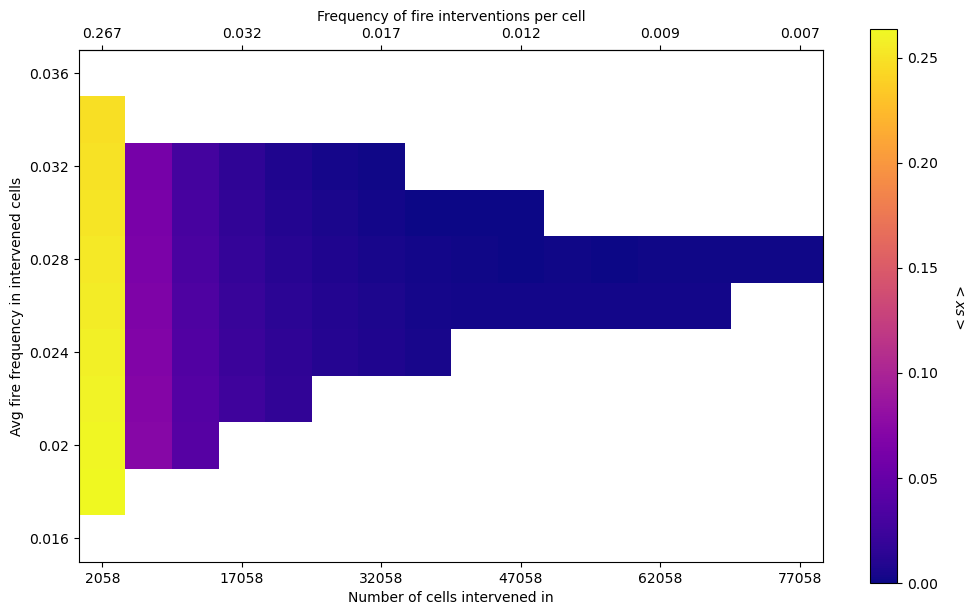 Frequency of fire interventions per cell
0.267 0.032 0.017 0.012 0.009 0.007
0.036
0.032
0.028
0.024
0.02
0.016
Avg fire frequency in intervened cells
2058 17058 32058 47058 62058 77058
Number of cells intervened in
0.25
0.20
0.15
0.10
0.05
0.00
< sx >